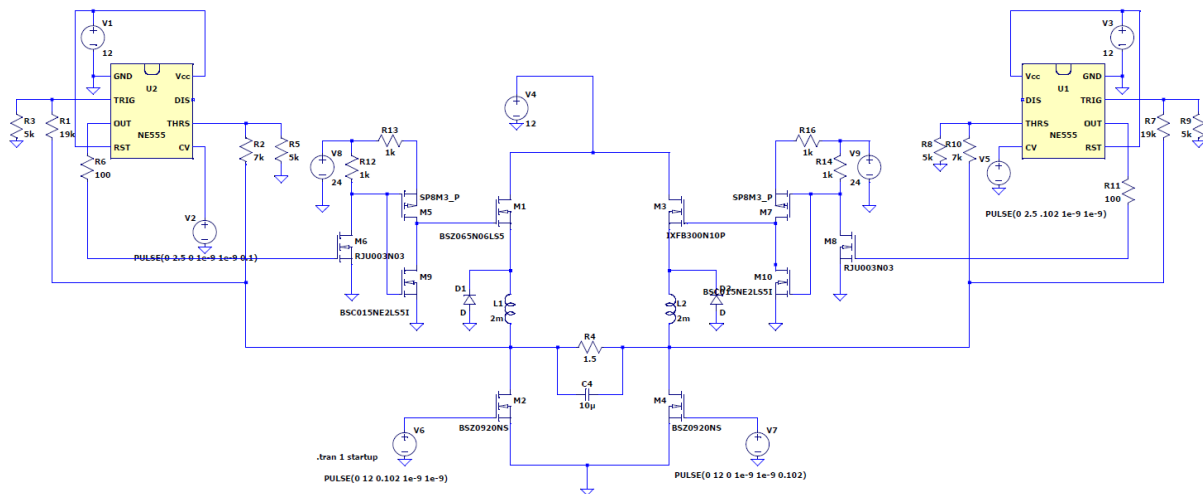 V1
12
GND
Vcc
U2
TRIG
DIS
OUT
THRS
NE555
RST
CV
R3
5k
R1
19k
R6
100
R2
7k
R5
5k
V2
PULSE(0 2.5 0 1e-9 1e-9 0.1)
V8
24
R13
1k
R12
1k
SP8M3_P
M5
M6
RJU003N03
M9
BSC015NE2LS5I
V4
12
M1
BSZ065N06LS5
M3
IXFB300N10P
D1
D
L1
2m
L2
2m
D
R4
1.5
C4
10µ
M2
BSZ0920NS
M4
BSZ0920NS
V6
PULSE(0 12 0.102 1e-9 1e-9)
.tran 1 startup
V7
PULSE(0 12 0 1e-9 1e-9 0.102)
R16
1k
R14
1k
V9
24
SP8M3_P
M7
M8
RJU003N03
M10
BSC015NE2LS5I
V3
12
Vcc
GND
U1
DIS
TRIG
THRS
OUT
NE555
CV
RST
R8
5k
R10
7k
V5
PULSE(0 2.5 .102 1e-9 1e-9)
R11
100
R7
19k
R9
5k